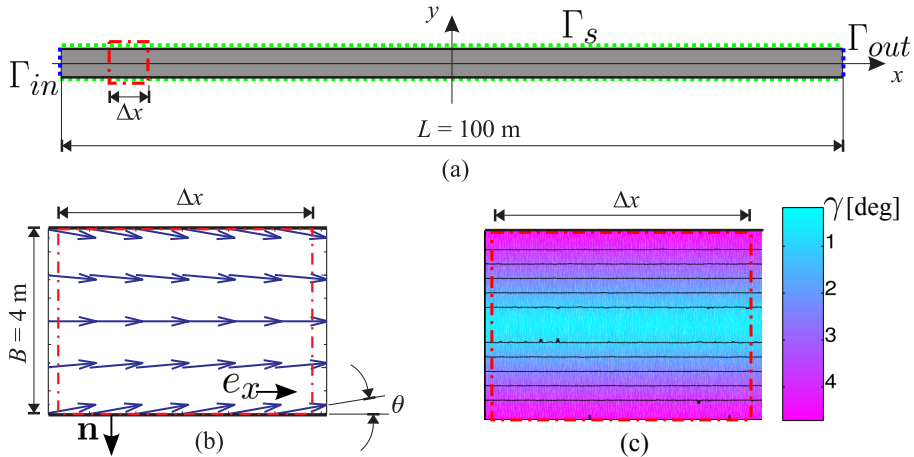 y
Γs
Γout
Γin
x
Δx
L = 100 m
(a)
Δx
B = 4 m
ex
θ
n
(b)
Δx
γ [deg]
1
2
3
4
(c)